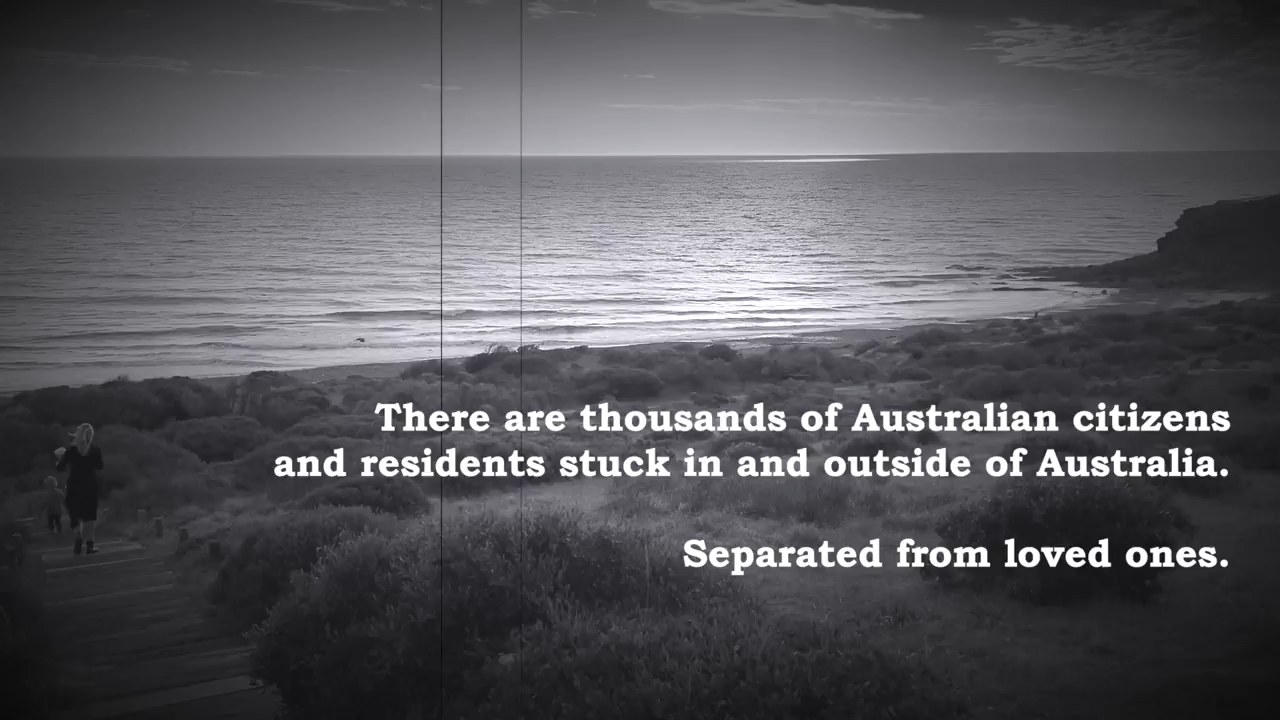 There are thousands of Australian citizens
and residents stuck in and outside of Australia.
Separated from loved ones.